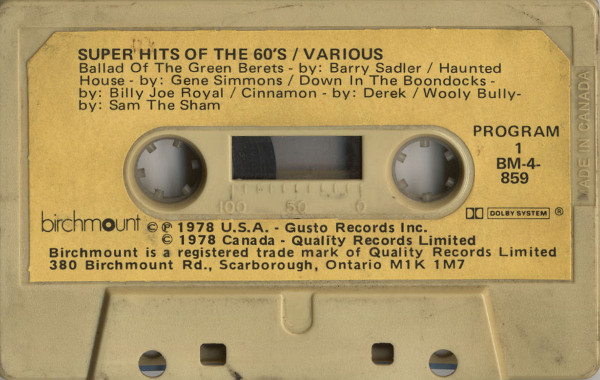 SUPER HITS OF THE 60'S / VARIOUS
Ballad Of The Green Berets - by: Barry Sadler / Haunted
House - by: Gene Simmons / Down In The Boondocks -
by: Billy Joe Royal / Cinnamon - by: Derek / Wooly Bully-
by: Sam The Sham
PROGRAM
1
BM-4-
859
ADE IN CANADA
100 50 0
birchmount © ℗ 1978 U.S.A. - Gusto Records Inc.
© 1978 Canada - Quality Records Limited
DOLBY SYSTEM ®
Birchmount is a registered trade mark of Quality Records Limited
380 Birchmount Rd., Scarborough, Ontario M1K 1M7